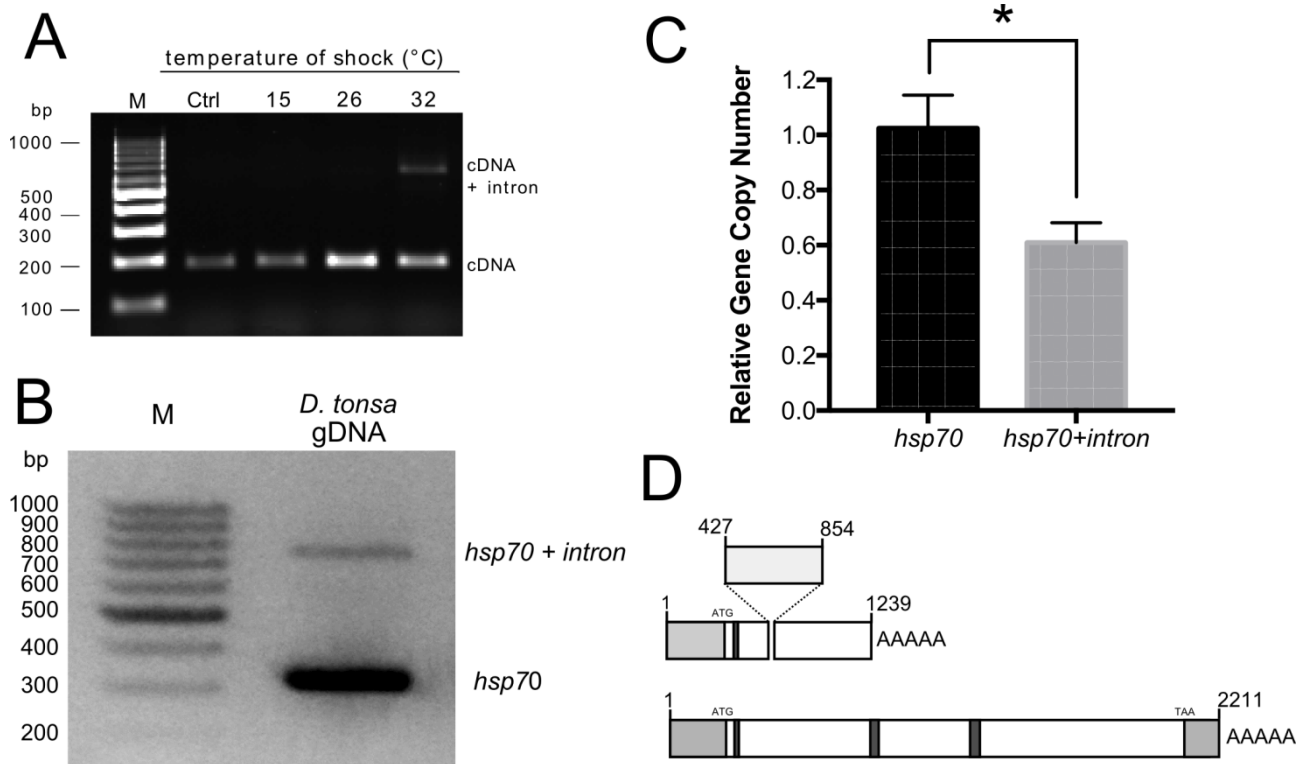 A
temperature of shock (°C)
bp
M
Ctrl
15
26
32
1000
500
400
300
200
100
cDNA
+ intron
cDNA
B
M
D. tonsa
gDNA
bp
1000
900
800
700
600
500
400
300
200
hsp70 + intron
hsp70
C
*
Relative Gene Copy Number
1.2
1.0
0.8
0.6
0.4
0.2
0.0
hsp70
hsp70+intron
D
427
854
1
1239
ATG
AAAAA
1
2211
ATG
TAA
AAAAA